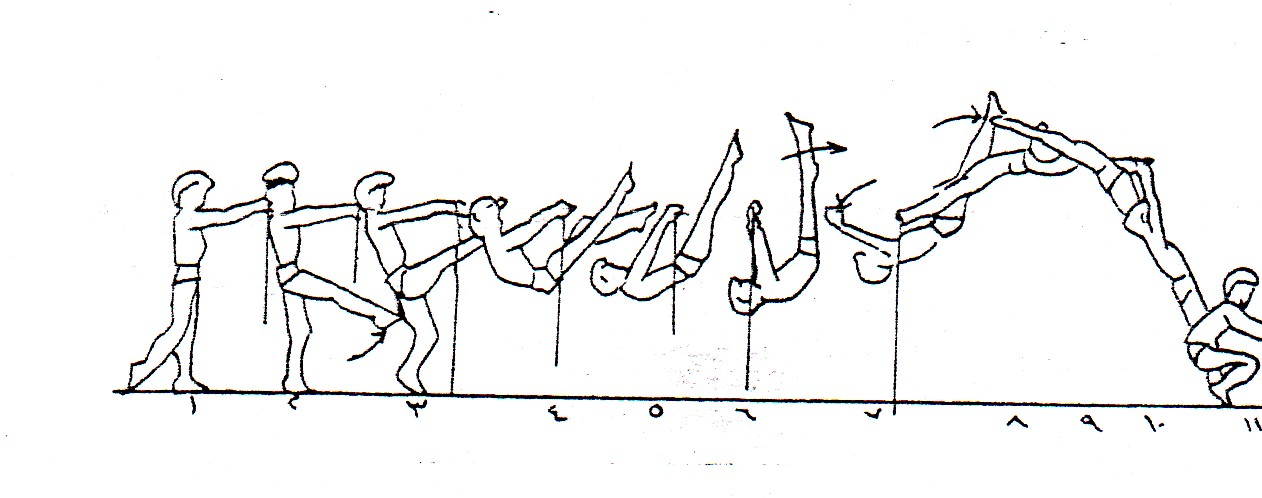 ١ ٢ ٣ ٤ ٥ ٦ ٧ ٨ ٩ ١٠ ١١